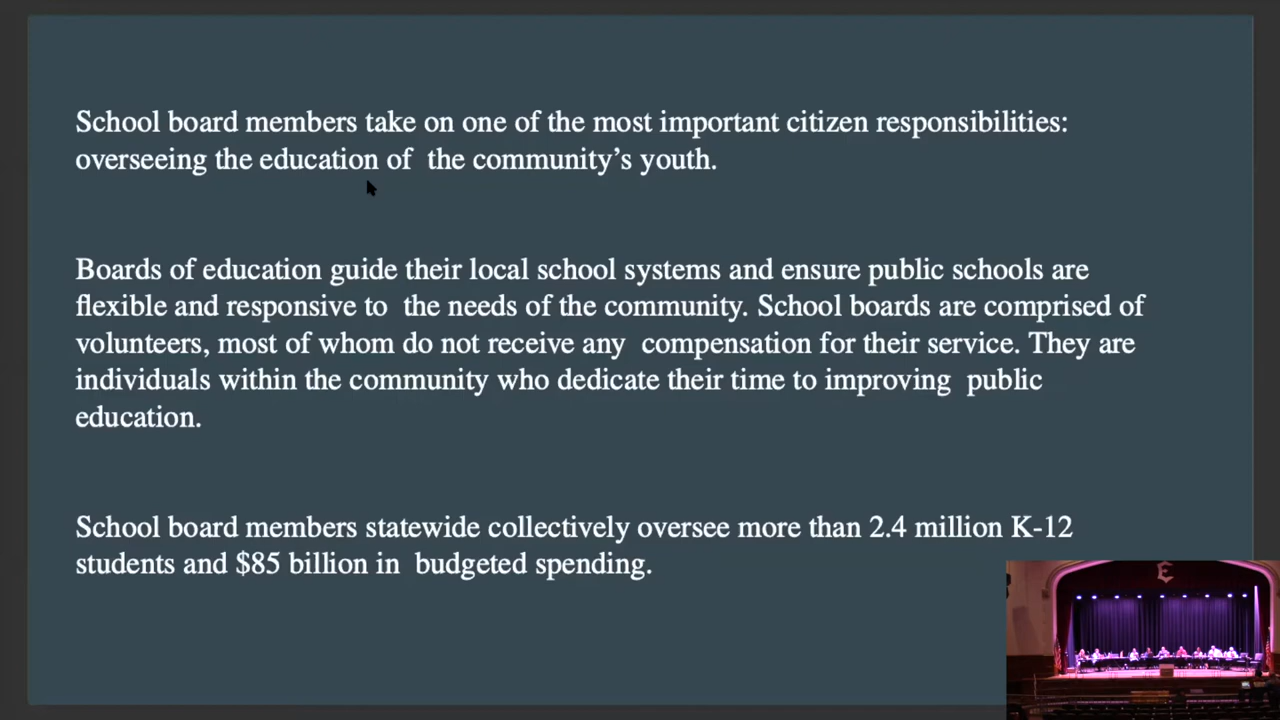 School board members take on one of the most important citizen responsibilities:
overseeing the education of  the community’s youth.
Boards of education guide their local school systems and ensure public schools are
flexible and responsive to  the needs of the community. School boards are comprised of
volunteers, most of whom do not receive any  compensation for their service. They are
individuals within the community who dedicate their time to improving  public
education.
School board members statewide collectively oversee more than 2.4 million K-12
students and $85 billion in  budgeted spending.
E